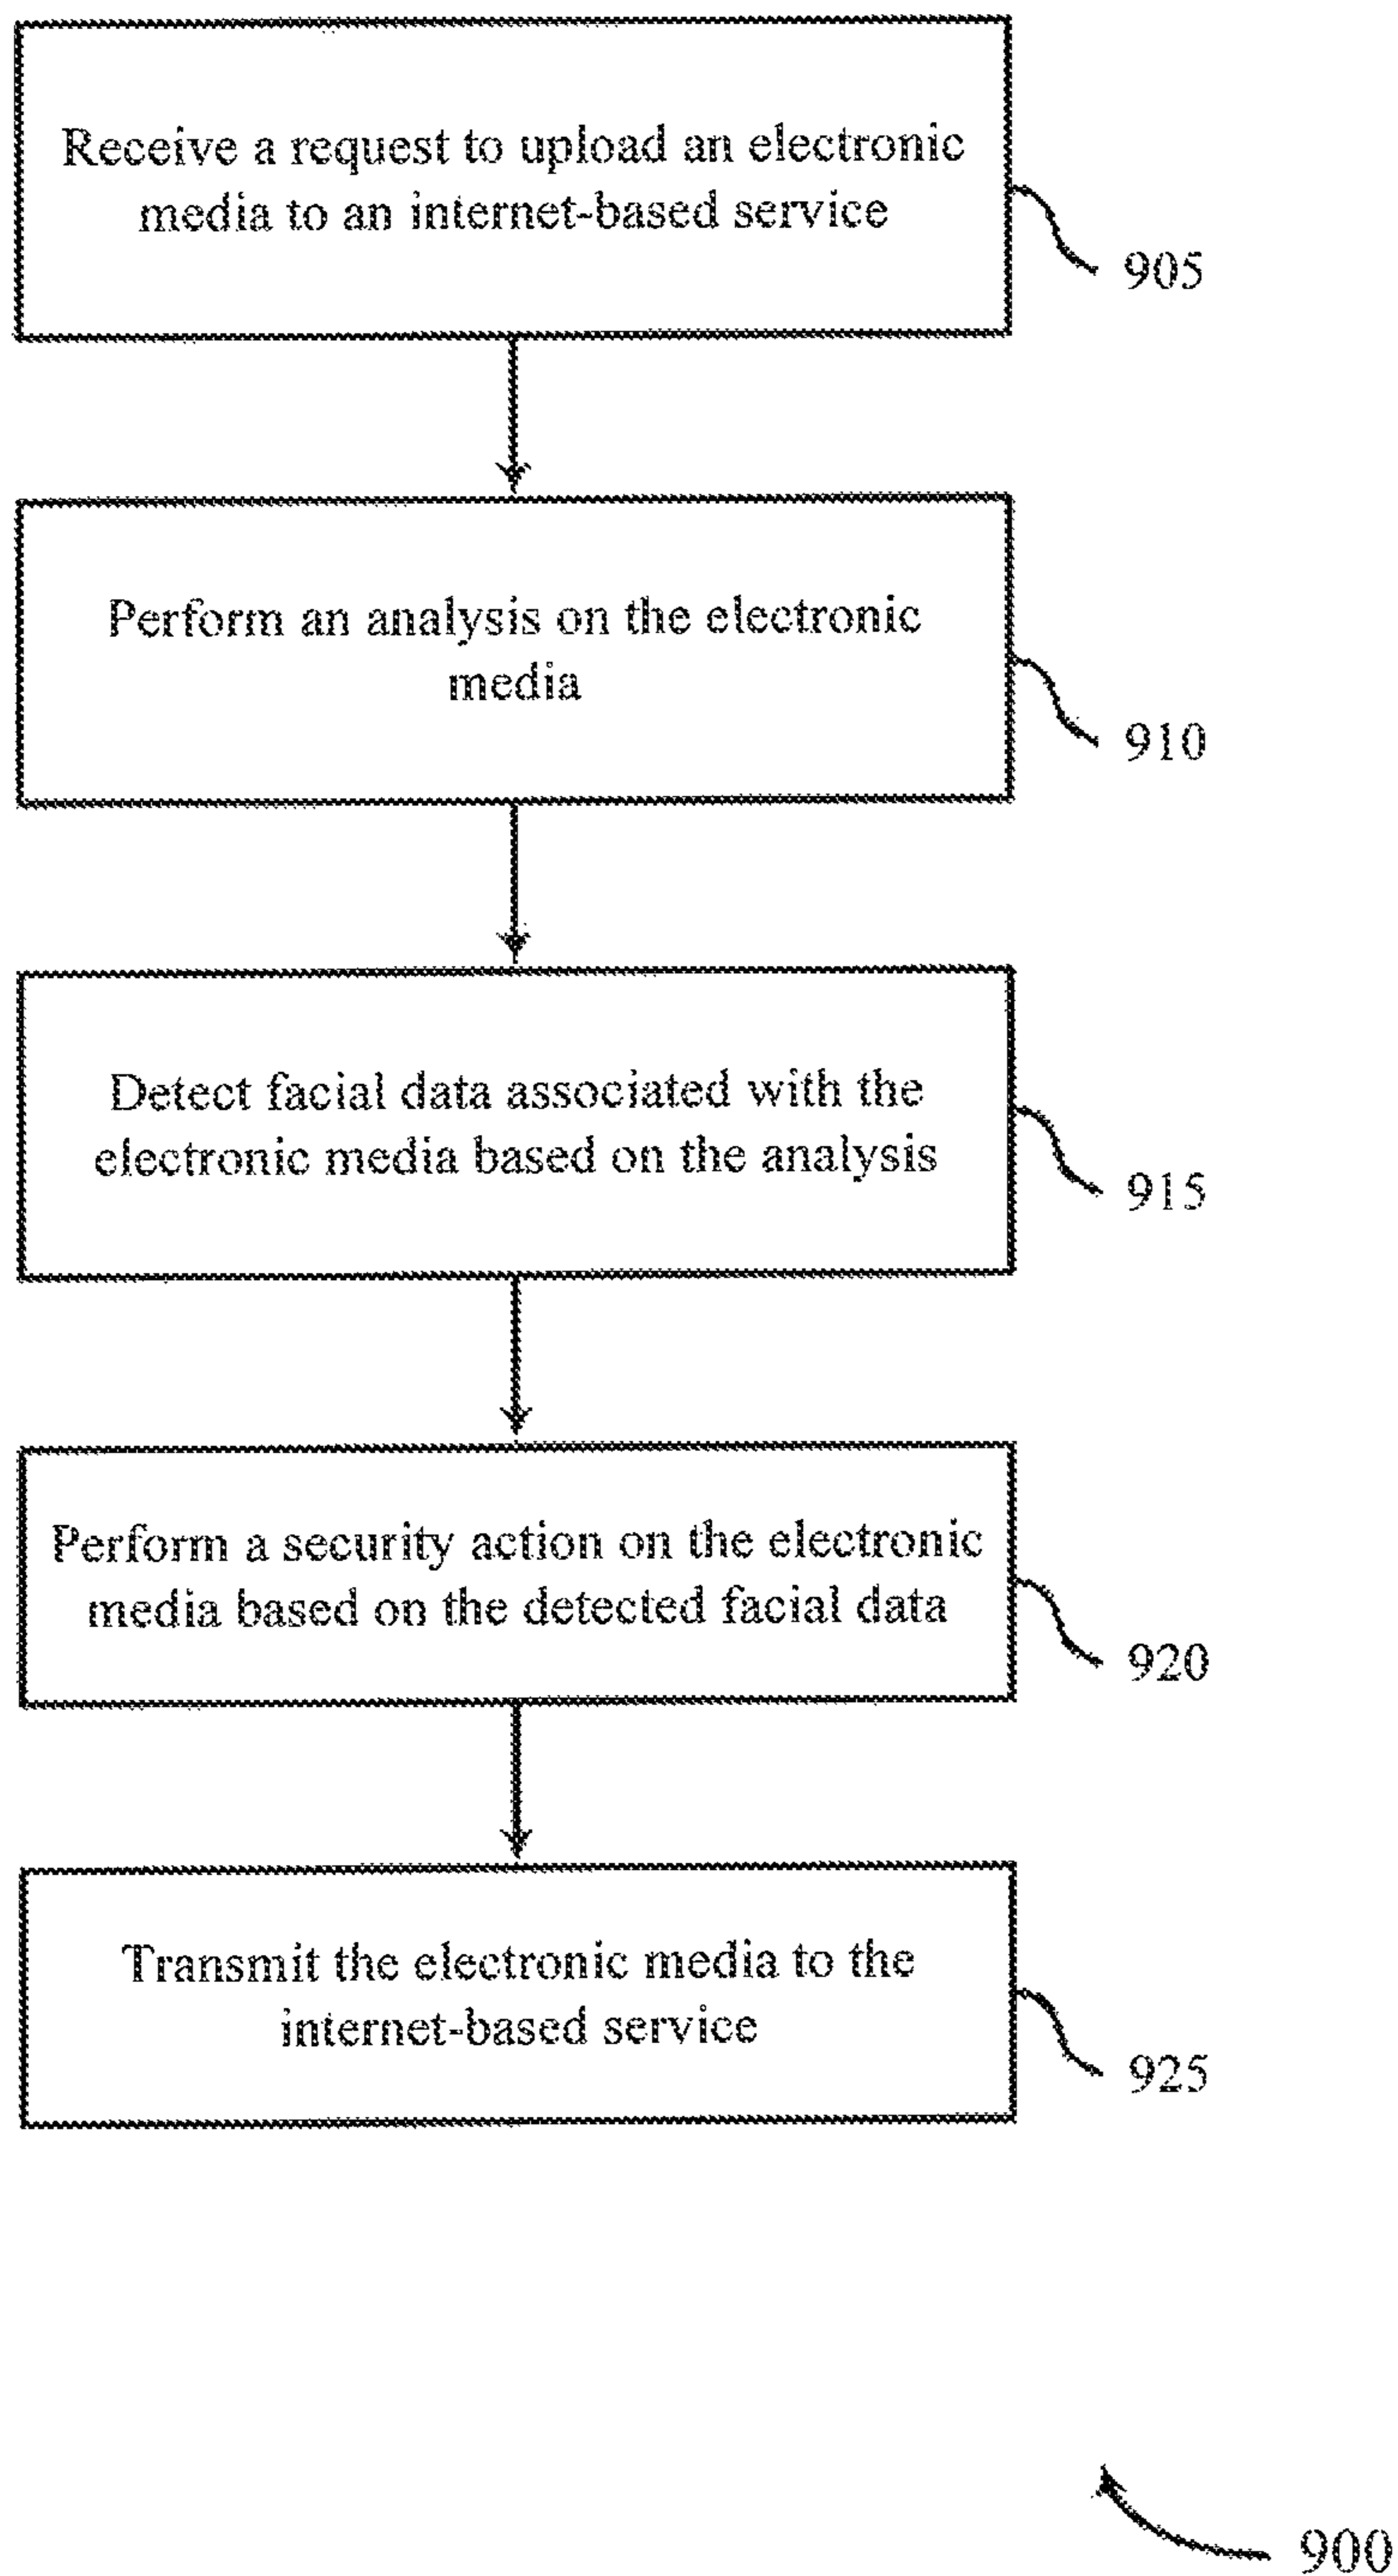 Receive a request to upload an electronic
media to an internet-based service
905
Perform an analysis on the electronic
media
910
Detect facial data associated with the
electronic media based on the analysis
915
Perform a security action on the electronic
media based on the detected facial data
920
Transmit the electronic media to the
internet-based service
925
900